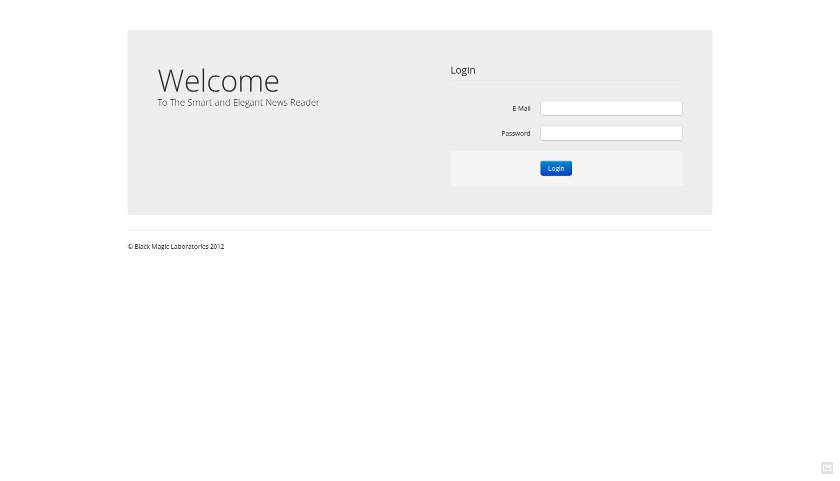 Welcome
To The Smart and Elegant News Reader
Login
E-Mail
Password
Login
© Black Magic Laboratories 2012